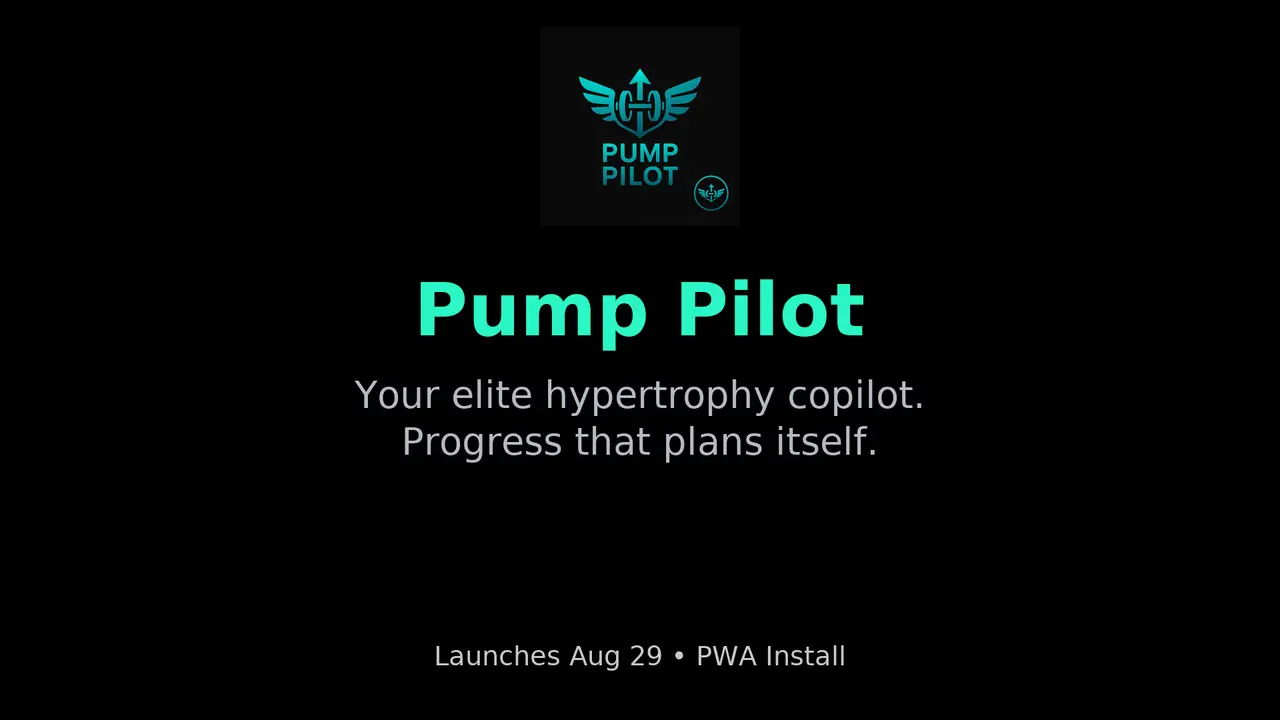 PUMP
PILOT
Pump Pilot
Your elite hypertrophy copilot.
Progress that plans itself.
Launches Aug 29 • PWA Install